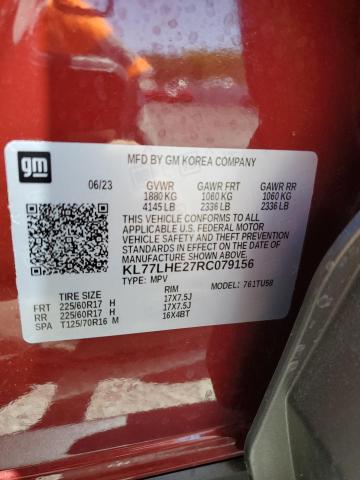 gm
MFD BY GM KOREA COMPANY
06/23 GVWR GAWR FRT GAWR RR
1880 KG 1060 KG 1060 KG
4145 LB 2336 LB 2336 LB
THIS VEHICLE CONFORMS TO ALL
APPLICABLE U.S. FEDERAL MOTOR
VEHICLE SAFETY, BUMPER, AND THEFT
PREVENTION STANDARDS IN EFFECT ON
THE DATE OF MANUFACTURE SHOWN ABOVE.
KL77LHE27RC079156
TYPE: MPV MODEL: 761TU58
TIRE SIZE RIM
FRT 225/60R17 H 17X7.5J
RR 225/60R17 H 17X7.5J
SPA T125/70R16 M 16X4BT